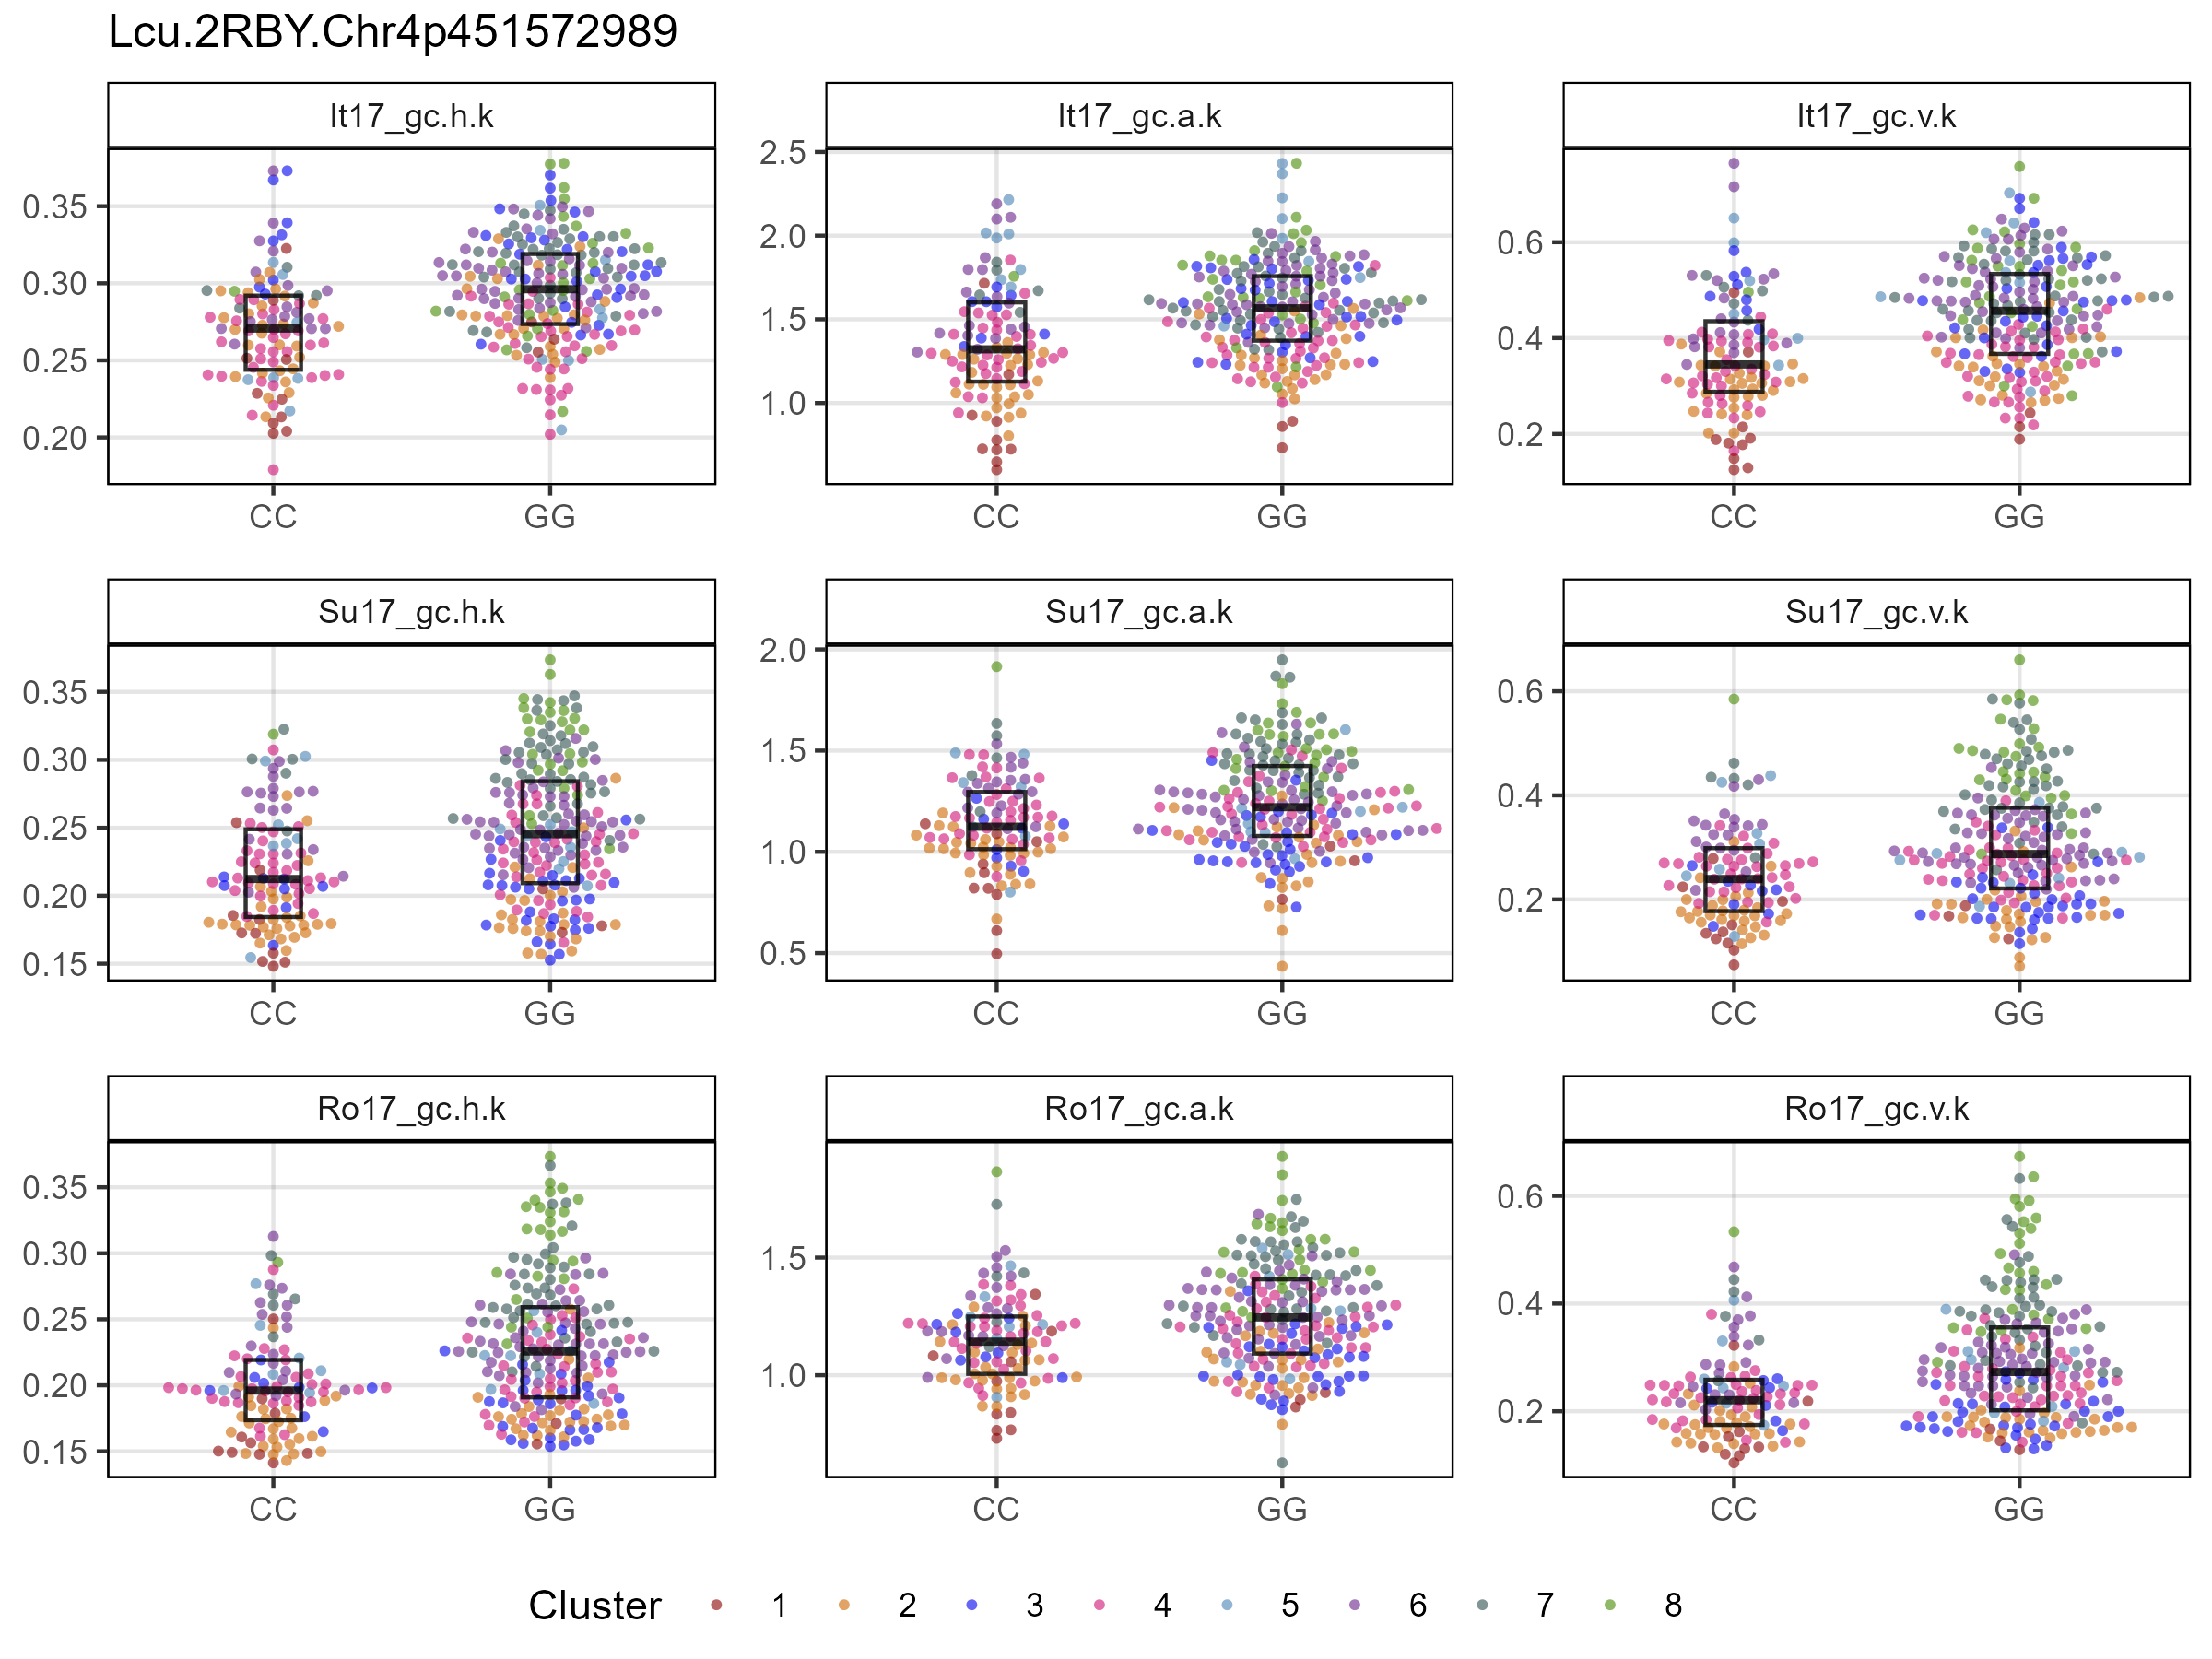 Lcu.2RBY.Chr4p451572989
It17_gc.h.k It17_gc.a.k It17_gc.v.k
0.35
0.30
0.25
0.20
CC GG
2.5
2.0
1.5
1.0
CC GG
0.6
0.4
0.2
CC GG
Su17_gc.h.k Su17_gc.a.k Su17_gc.v.k
0.35
0.30
0.25
0.20
0.15
CC GG
2.0
1.5
1.0
0.5
CC GG
0.6
0.4
0.2
CC GG
Ro17_gc.h.k Ro17_gc.a.k Ro17_gc.v.k
0.35
0.30
0.25
0.20
0.15
CC GG
1.5
1.0
CC GG
0.6
0.4
0.2
CC GG
Cluster 1 2 3 4 5 6 7 8